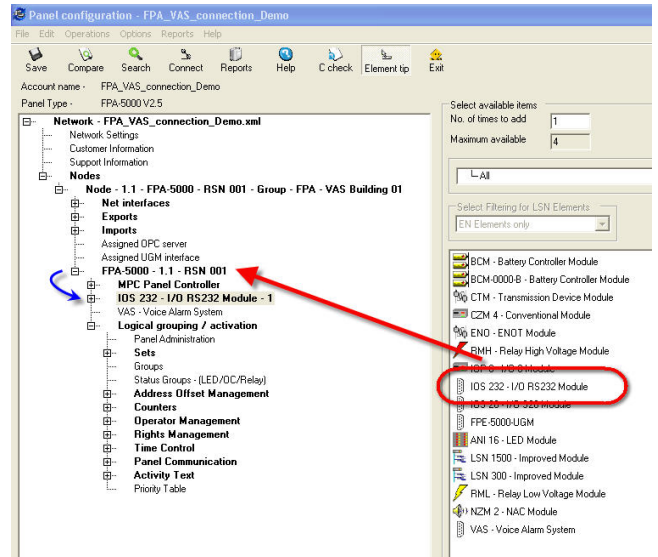 Panel configuration - FPA_VAS_connection_Demo
File Edit Operations Options Reports Help
Save Compare Search Connect Reports Help C check Element tip Exit
Account name - FPA_VAS_connection_Demo
Panel Type - FPA-5000 V2.5
Network - FPA_VAS_connection_Demo.xml
Network Settings
Customer Information
Support Information
Nodes
Node - 1.1 - FPA-5000 - RSN 001 - Group - FPA - VAS Building 01
Net interfaces
Exports
Imports
Assigned OPC server
Assigned UGM interface
FPA-5000 - 1.1 - RSN 001
MPC Panel Controller
IOS 232 - I/O RS232 Module - 1
VAS - Voice Alarm System
Logical grouping / activation
Panel Administration
Sets
Groups
Status Groups - (LED/OC/Relay)
Address Offset Management
Counters
Operator Management
Rights Management
Time Control
Panel Communication
Activity Text
Priority Table
Select available items
No. of times to add 1
Maximum available 4
All
Select Filtering for LSN Elements
EN Elements only
BCM - Battery Controller Module
BCM-0000-B - Battery Controller Module
CTM - Transmission Device Module
CZM 4 - Conventional Module
ENO - ENOT Module
RMH - Relay High Voltage Module
IOP 8 - I/O 8 Module
IOS 232 - I/O RS232 Module
IOS 20 - I/O S20 Module
FPE-5000-UGM
ANI 16 - LED Module
LSN 1500 - Improved Module
LSN 300 - Improved Module
RML - Relay Low Voltage Module
NZM 2 - NAC Module
VAS - Voice Alarm System